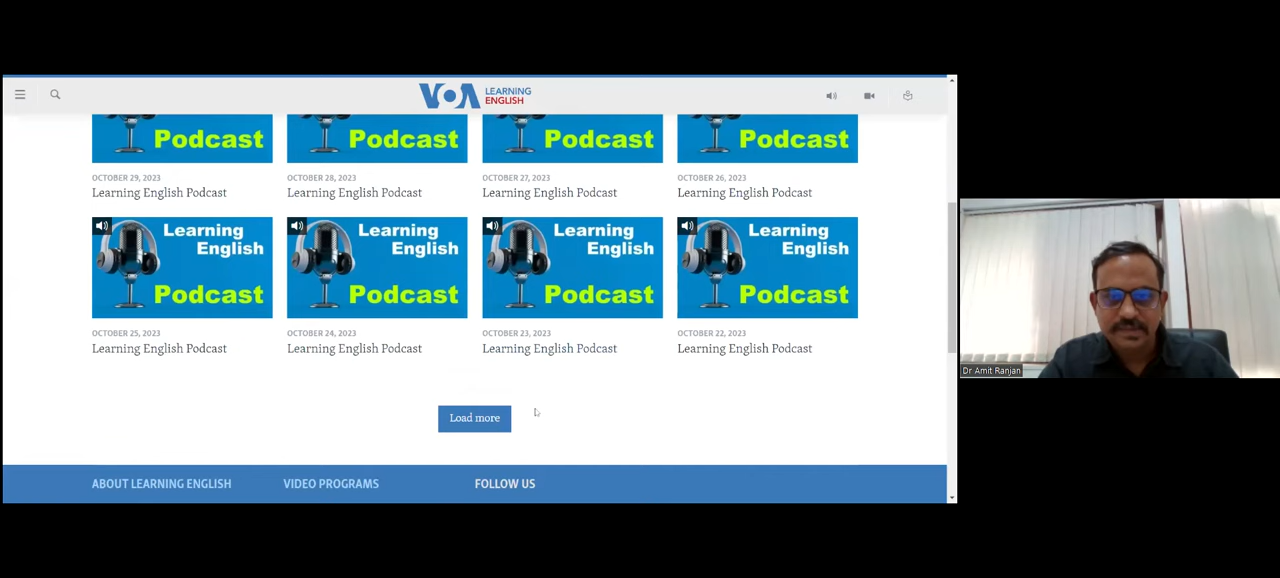 VOA LEARNING
ENGLISH
Podcast Podcast Podcast Podcast
OCTOBER 29, 2023 OCTOBER 28, 2023 OCTOBER 27, 2023 OCTOBER 26, 2023
Learning English Podcast Learning English Podcast Learning English Podcast Learning English Podcast
Learning Learning Learning Learning
English English English English
Podcast Podcast Podcast Podcast
OCTOBER 25, 2023 OCTOBER 24, 2023 OCTOBER 23, 2023 OCTOBER 22, 2023
Learning English Podcast Learning English Podcast Learning English Podcast Learning English Podcast
Dr Amit Ranjan
Load more
ABOUT LEARNING ENGLISH VIDEO PROGRAMS FOLLOW US